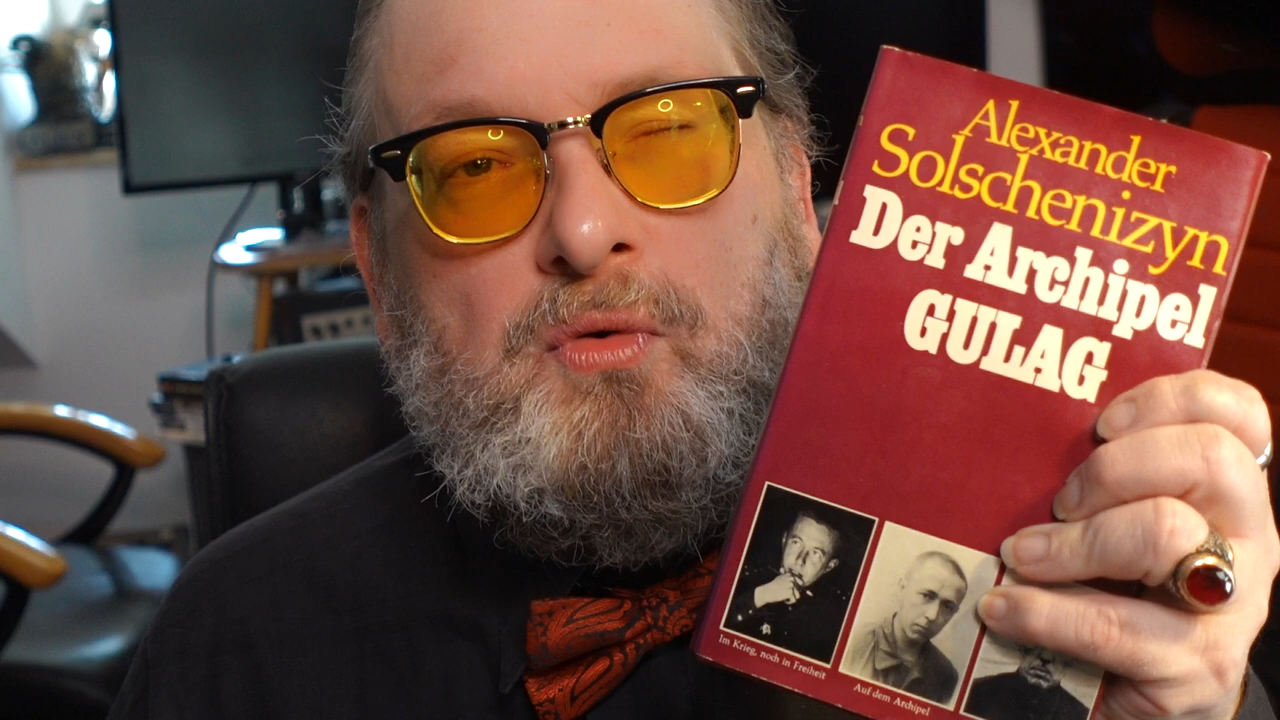 Alexander
Solschenizyn
Der Archipel
GULAG
Im Krieg, noch in Freiheit
Auf dem Archipel